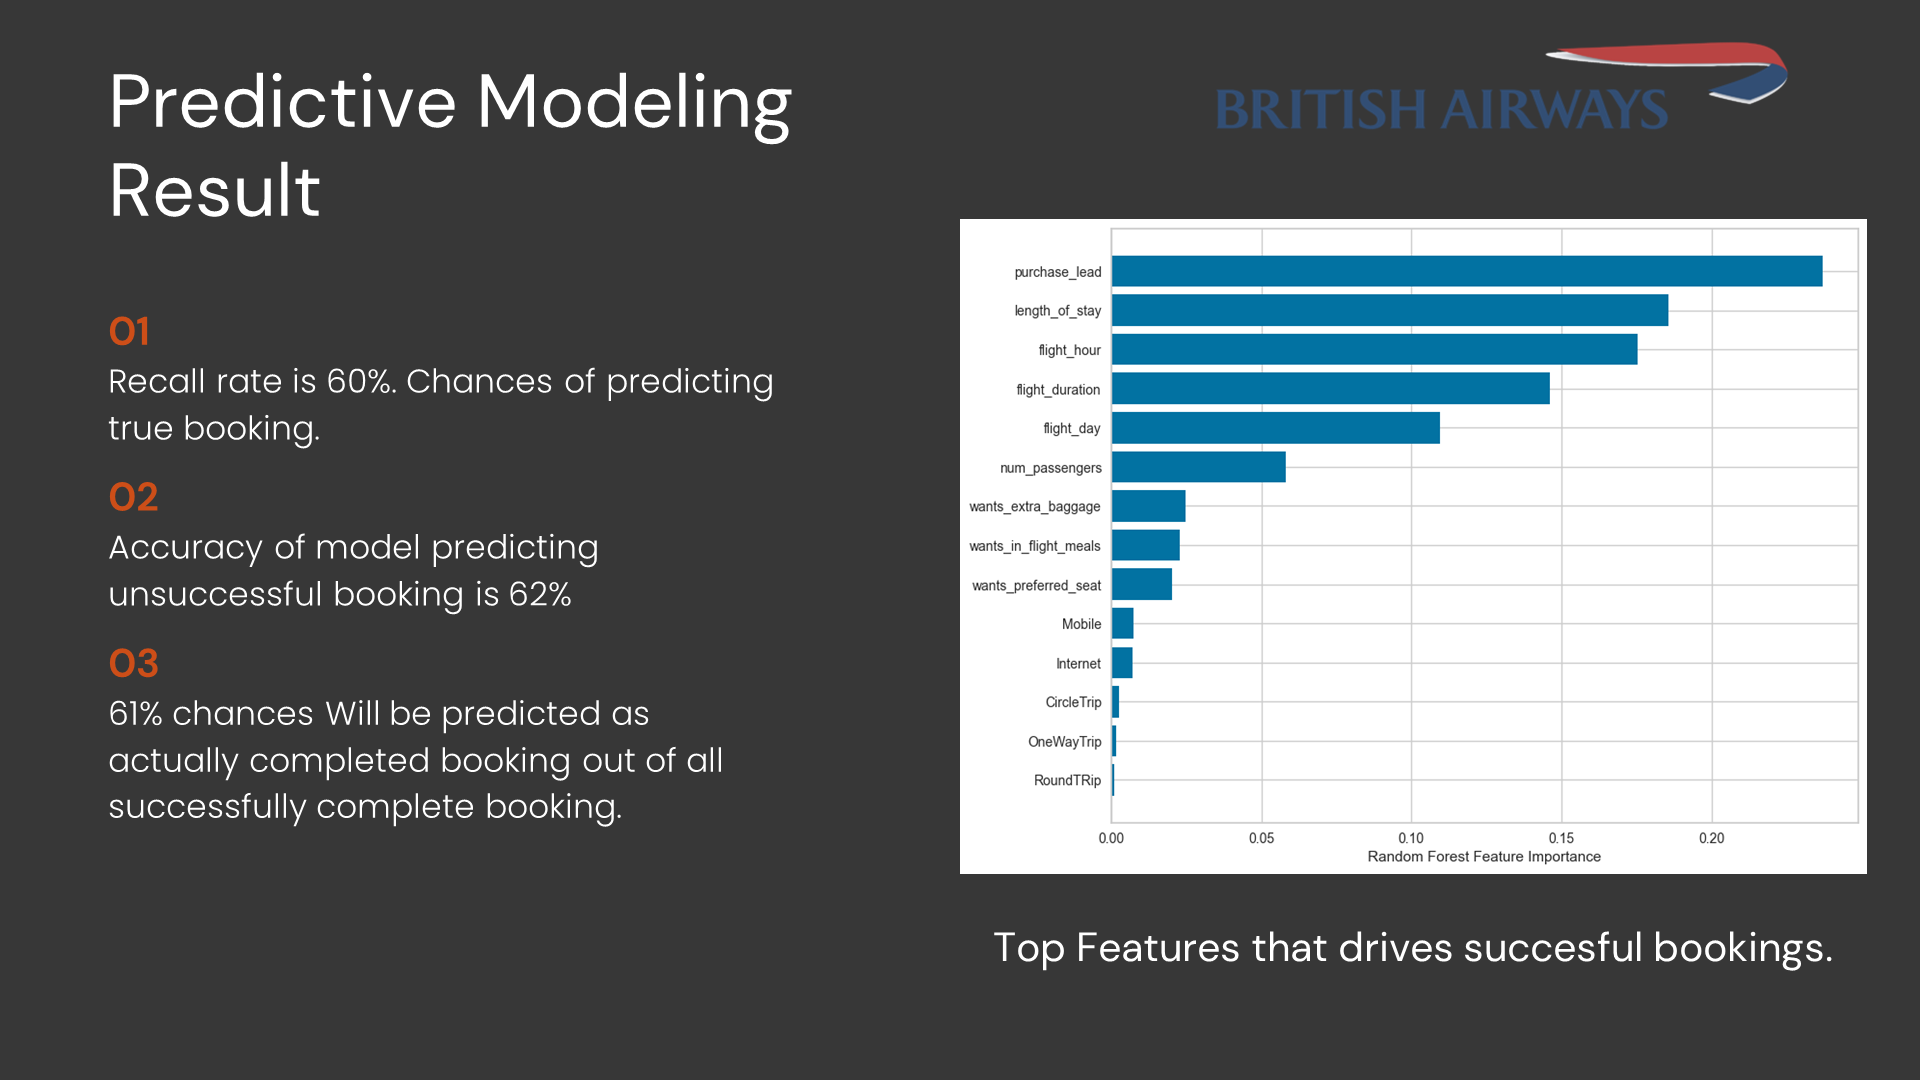 Predictive Modeling
Result
BRITISH AIRWAYS
01
Recall rate is 60%. Chances of predicting
true booking.
02
Accuracy of model predicting
unsuccessful booking is 62%
03
61% chances Will be predicted as
actually completed booking out of all
successfully complete booking.
purchase_lead
length_of_stay
flight_hour
flight_duration
flight_day
num_passengers
wants_extra_baggage
wants_in_flight_meals
wants_preferred_seat
Mobile
Internet
CircleTrip
OneWayTrip
RoundTRip
0.00 0.05 0.10 0.15 0.20
Random Forest Feature Importance
Top Features that drives succesful bookings.